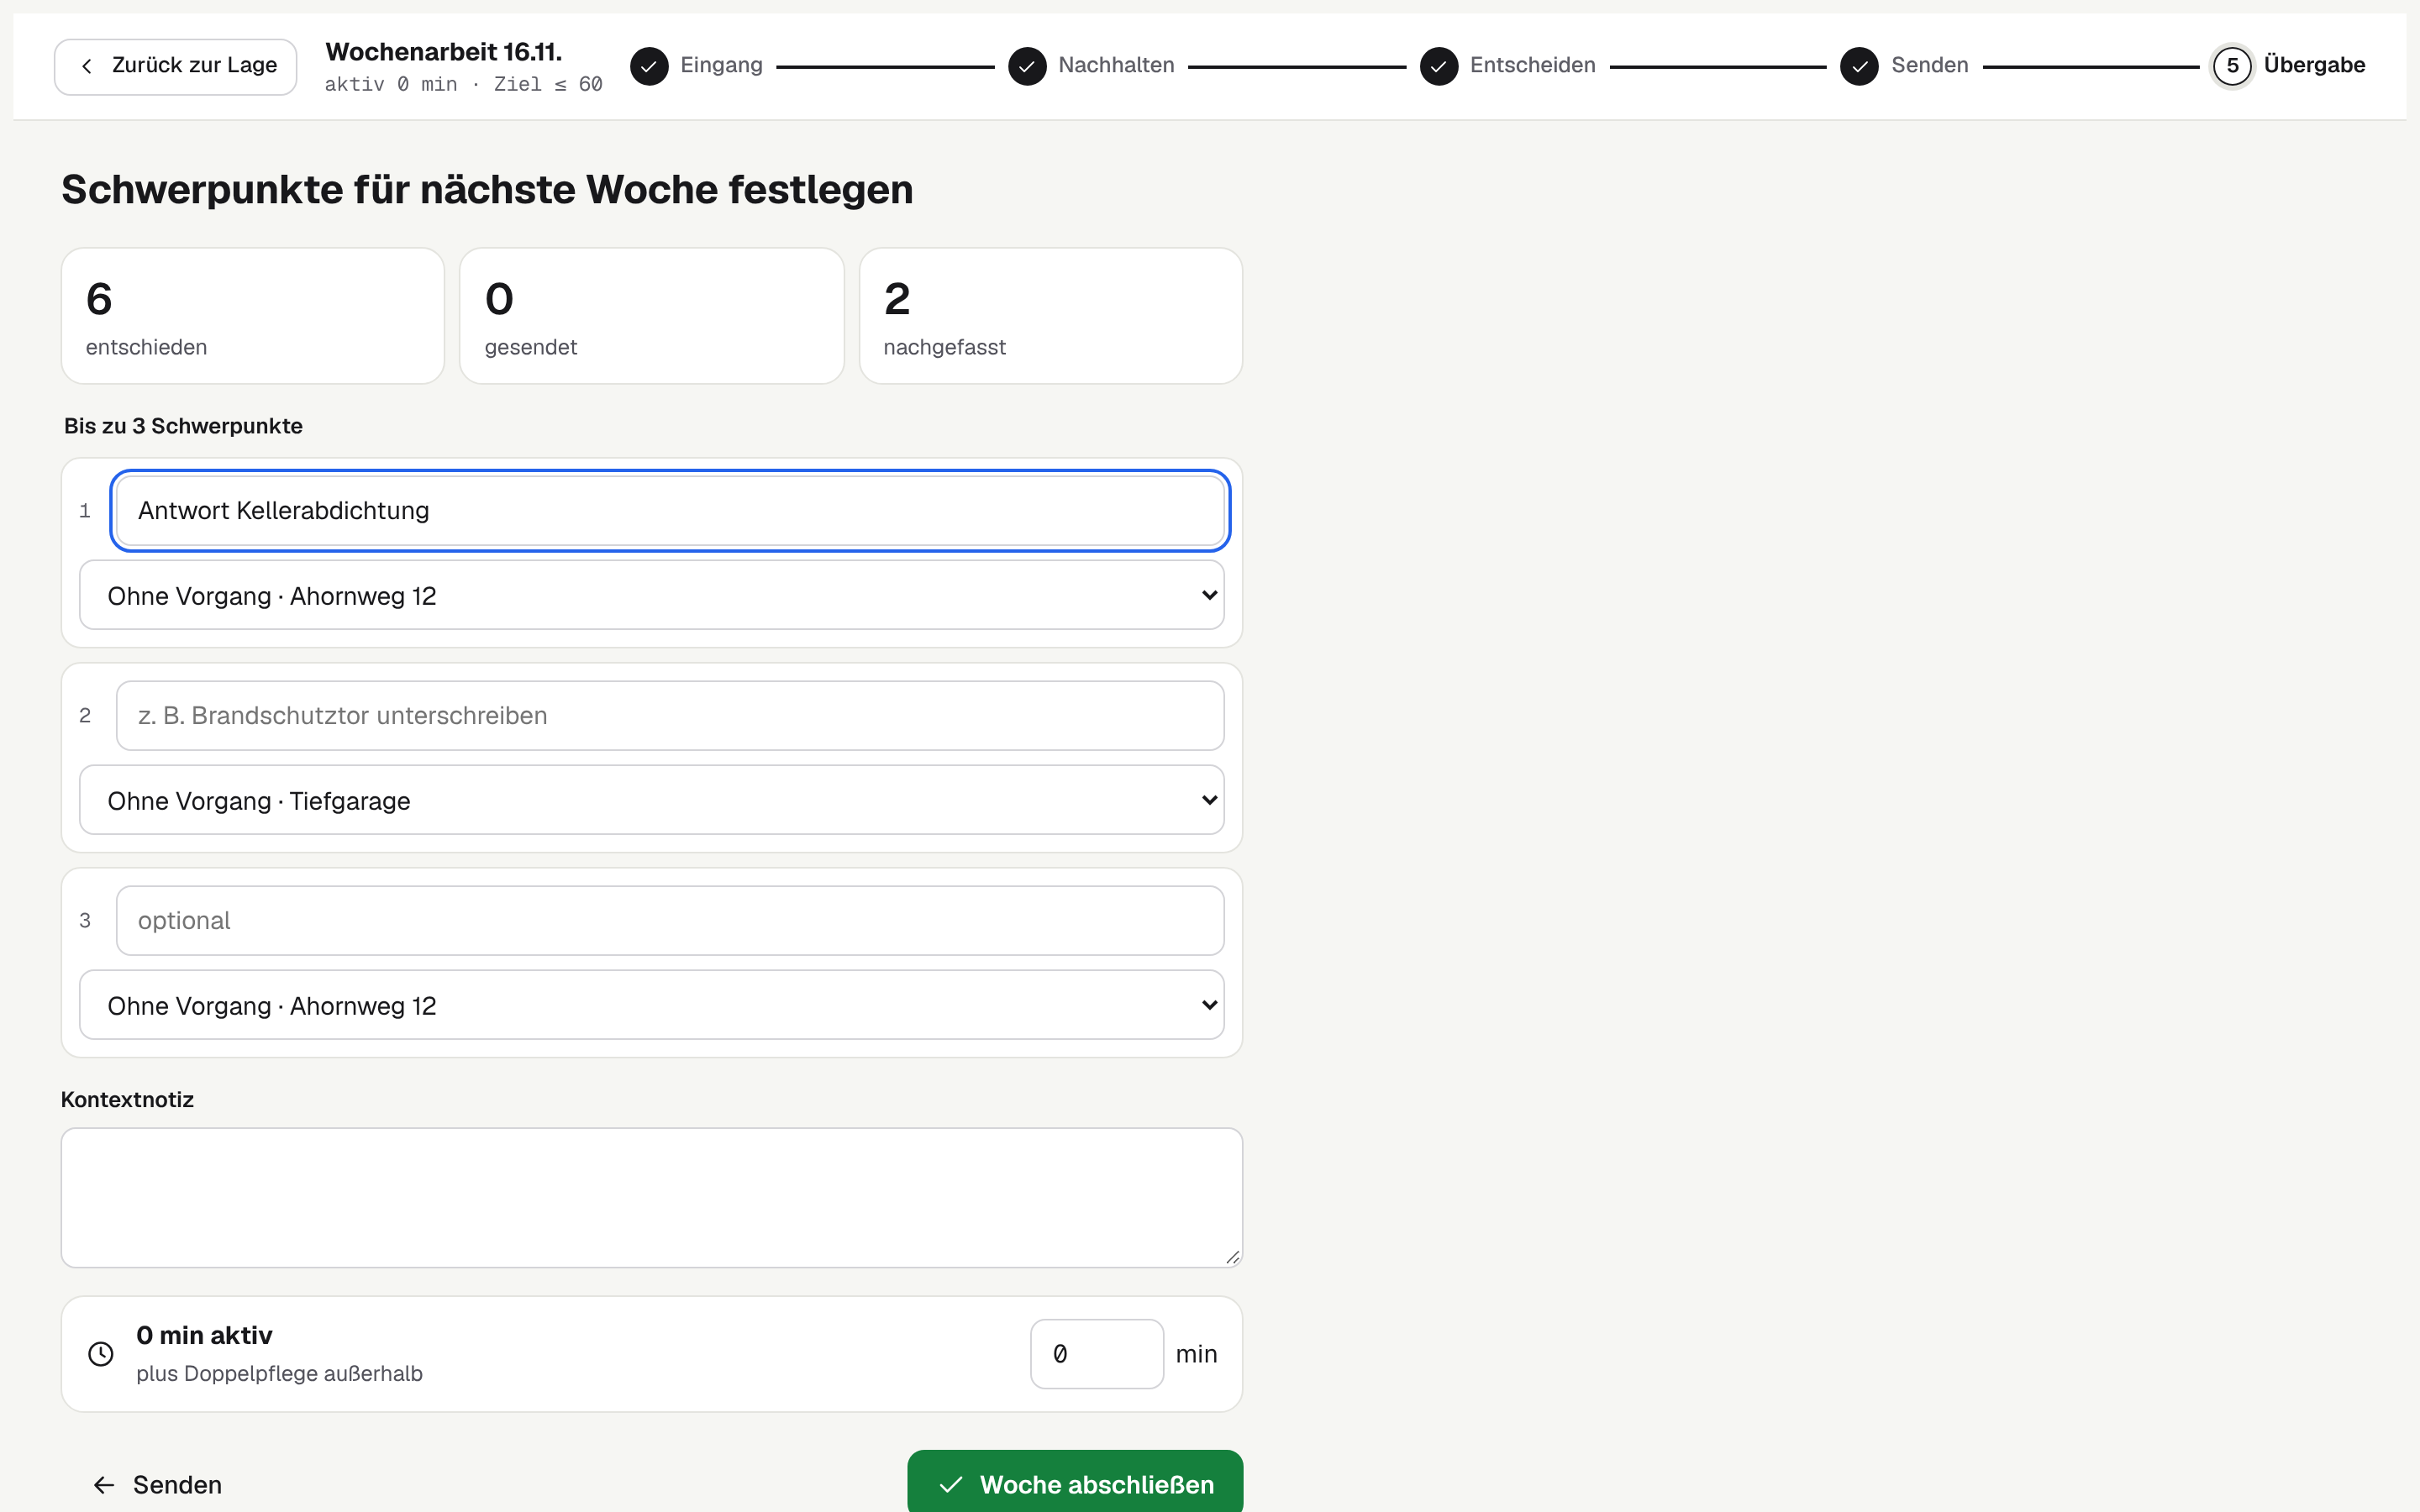 Zurück zur Lage
Wochenarbeit 16.11.
aktiv 0 min · Ziel ≤ 60
Eingang
Nachhalten
Entscheiden
Senden
5 Übergabe
Schwerpunkte für nächste Woche festlegen
6
entschieden
0
gesendet
2
nachgefasst
Bis zu 3 Schwerpunkte
1 Antwort Kellerabdichtung
Ohne Vorgang · Ahornweg 12
2 z. B. Brandschutztor unterschreiben
Ohne Vorgang · Tiefgarage
3 optional
Ohne Vorgang · Ahornweg 12
Kontextnotiz
0 min aktiv
plus Doppelpflege außerhalb
0 min
Senden
Woche abschließen